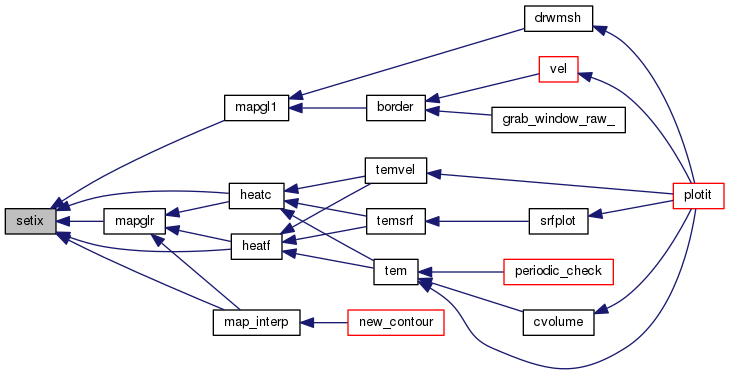 drwmsh
vel
mapgl1
border
grab_window_raw_
temvel
heatc
plotit
setix
mapglr
temsrf
srfplot
heatf
tem
periodic_check
map_interp
new_contour
cvolume